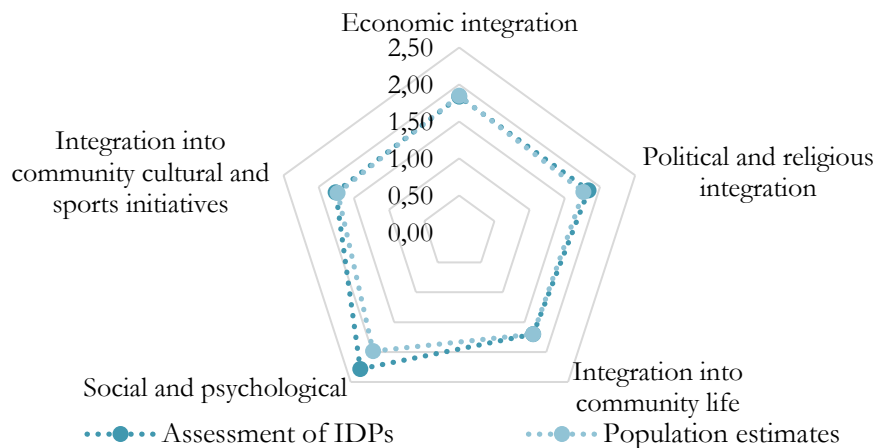 Economic integration
2,50
2,00
1,50
1,00
0,50
0,00
Political and religious
integration
Integration into
community life
Social and psychological
Integration into
community cultural and
sports initiatives
Assessment of IDPs
Population estimates